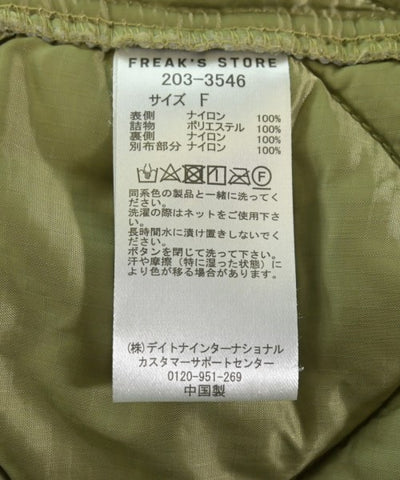 FREAK'S STORE
203-3546
サイズ F
表側 ナイロン 100%
詰物 ポリエステル 100%
裏側 ナイロン 100%
別布部分 ナイロン 100%
同系色の製品と一緒に洗ってく
ださい。
洗濯の際はネットをご使用下さ
い。
長時間水に漬け置きしないでく
ださい。
ボタンを閉じて洗って下さい。
汗や摩擦（特に湿った状態）に
より色が移る場合があります。
(株)デイトナインターナショナル
カスタマーサポートセンター
0120-951-269
中国製